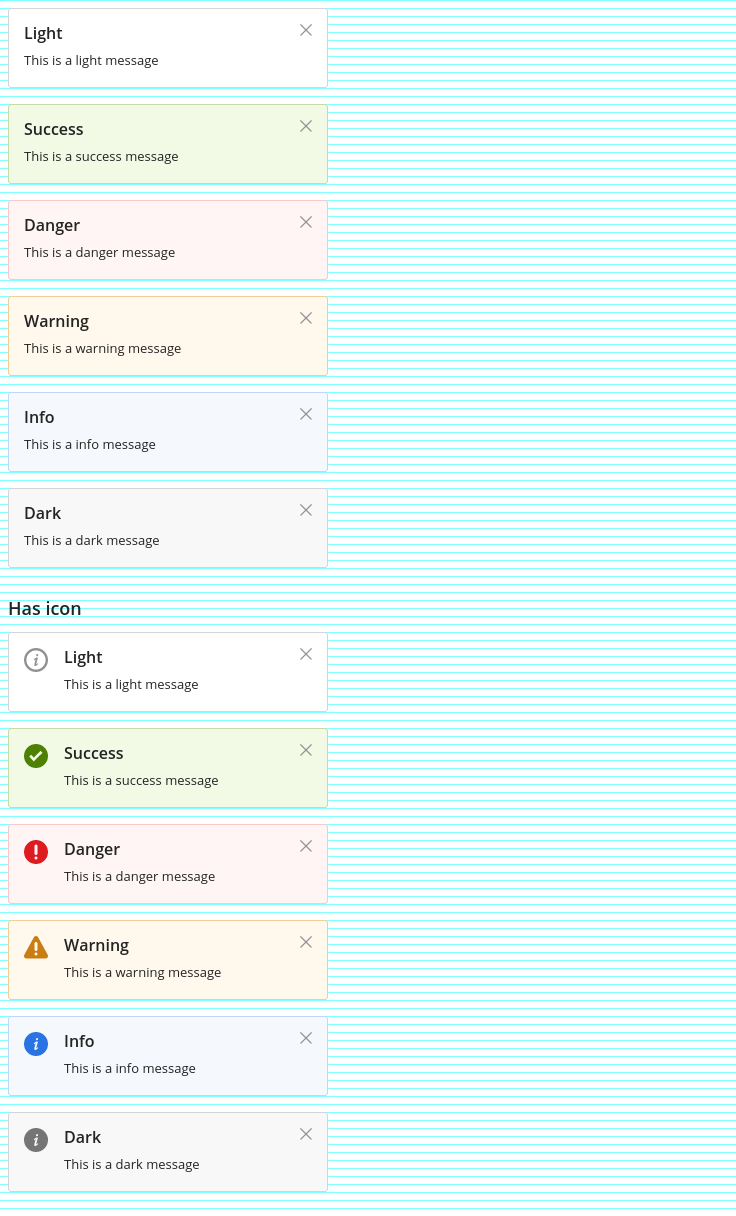 Light
This is a light message
Success
This is a success message
Danger
This is a danger message
Warning
This is a warning message
Info
This is a info message
Dark
This is a dark message
Has icon
Light
This is a light message
Success
This is a success message
Danger
This is a danger message
Warning
This is a warning message
Info
This is a info message
Dark
This is a dark message